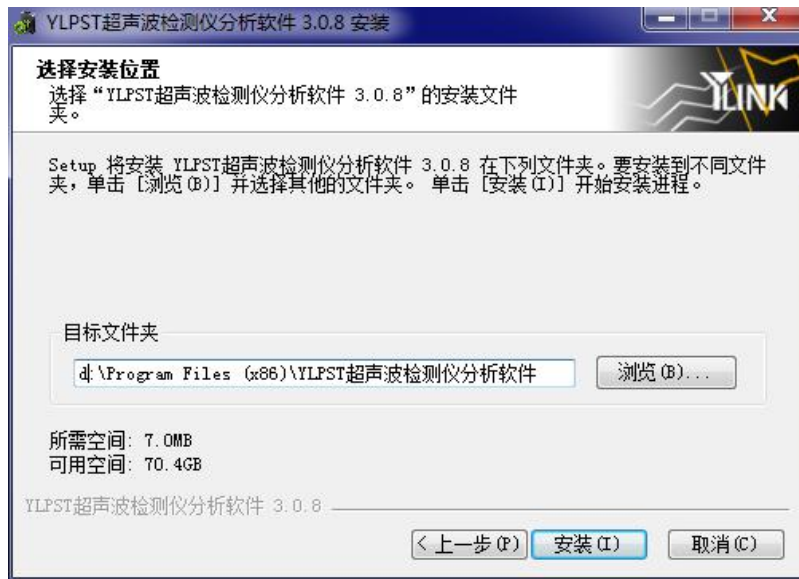 YLPST超声波检测仪分析软件 3.0.8 安装
选择安装位置
选择“YLPST超声波检测仪分析软件 3.0.8”的安装文件
夹。
YLINK
Setup 将安装 YLPST超声波检测仪分析软件 3.0.8 在下列文件夹。要安装到不同文件
夹，单击 [浏览(B)] 并选择其他的文件夹。 单击 [安装(I)] 开始安装进程。
目标文件夹
d:\Program Files (x86)\YLPST超声波检测仪分析软件
浏览(B)...
所需空间: 7.0MB
可用空间: 70.4GB
YLPST超声波检测仪分析软件 3.0.8
< 上一步(P)
安装(I)
取消(C)